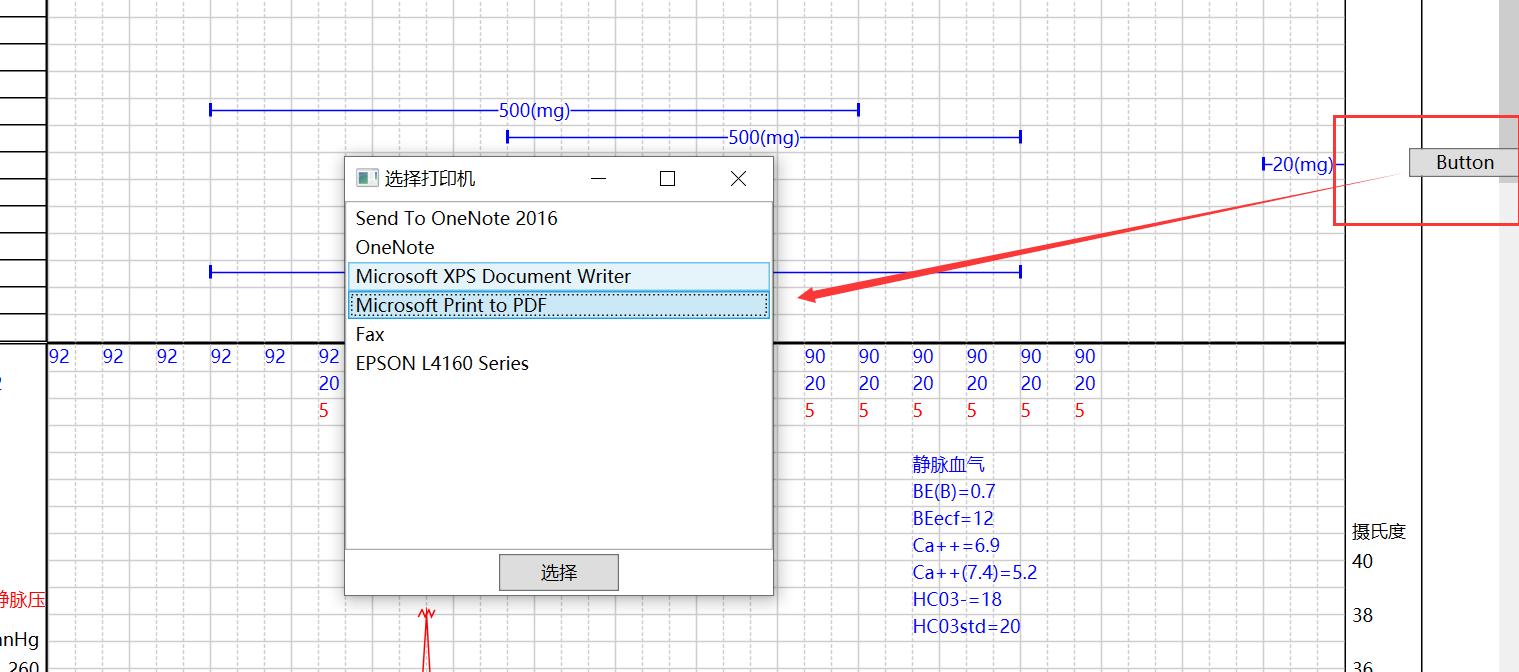 500(mg)
500(mg)
20(mg)
Button
选择打印机
Send To OneNote 2016
OneNote
Microsoft XPS Document Writer
Microsoft Print to PDF
Fax
EPSON L4160 Series
选择
92 92 92 92 92 92 90 90 90 90 90 90
20 20 20 20 20 20 20
5 5 5 5 5 5 5
静脉血气
BE(B)=0.7
BEecf=12
Ca++=6.9
Ca++(7.4)=5.2
HC03-=18
HC03std=20
摄氏度
40
38
36
静脉压
mHg
260